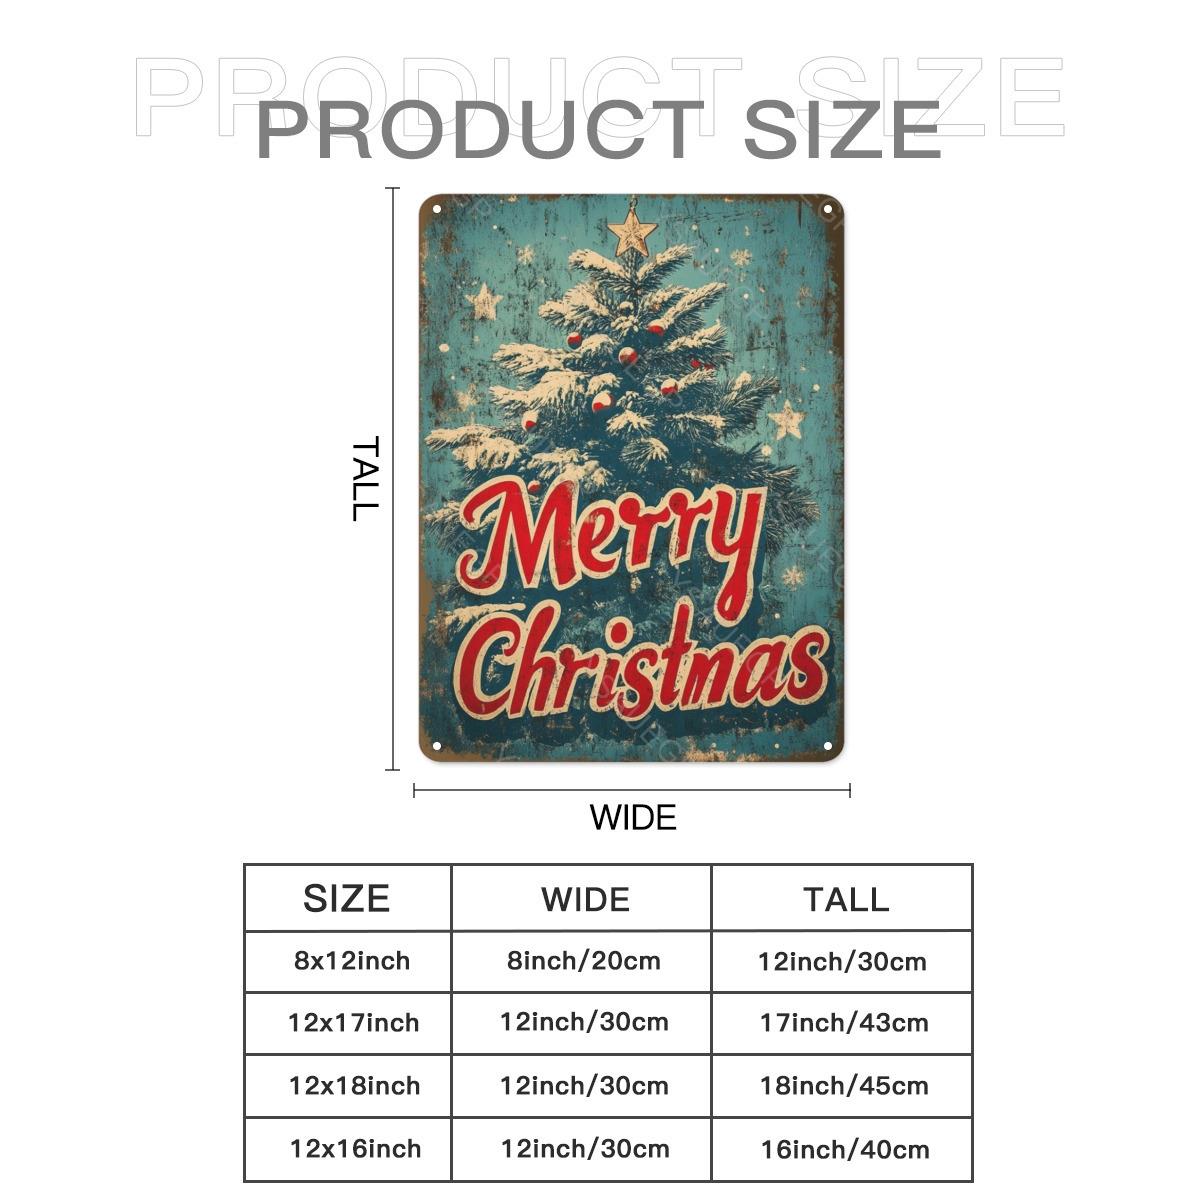 PRODUCT SIZE
PRODUCT SIZE
TALL
Merry
Christmas
WIDE
SIZE WIDE TALL
8x12inch 8inch/20cm 12inch/30cm
12x17inch 12inch/30cm 17inch/43cm
12x18inch 12inch/30cm 18inch/45cm
12x16inch 12inch/30cm 16inch/40cm